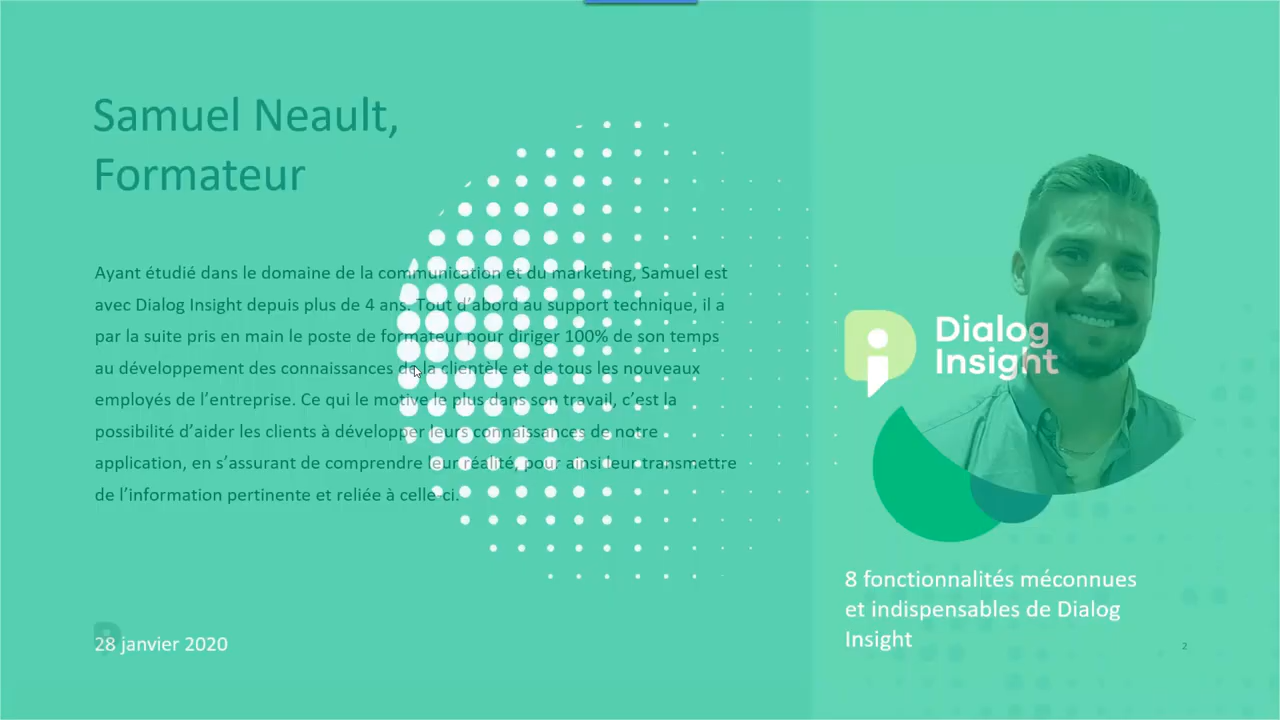 Samuel Neault,
Formateur
Ayant étudié dans le domaine de la communication et du marketing, Samuel est
avec Dialog Insight depuis plus de 4 ans. Tout d'abord au support technique, il a
par la suite pris en main le poste de formateur pour diriger 100% de son temps
au développement des connaissances de la clientèle et de tous les nouveaux
employés de l'entreprise. Ce qui le motive le plus dans son travail, c'est la
possibilité d'aider les clients à développer leurs connaissances de notre
application, en s'assurant de comprendre leur réalité, pour ainsi leur transmettre
de l'information pertinente et reliée à celle-ci.
28 janvier 2020
Dialog
Insight
8 fonctionnalités méconnues
et indispensables de Dialog
Insight
2